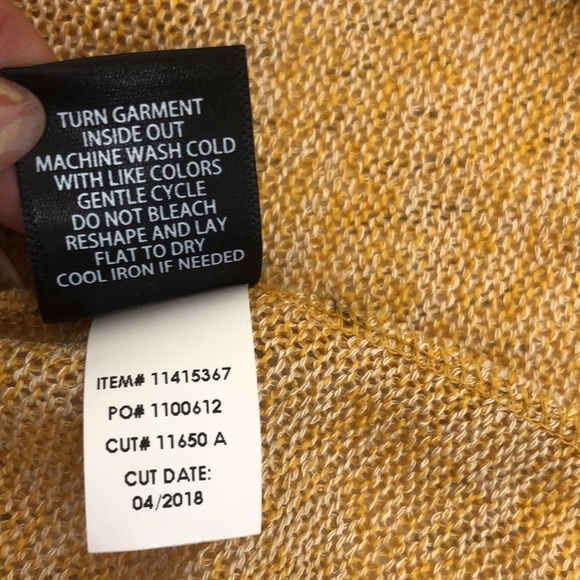 TURN GARMENT
INSIDE OUT
MACHINE WASH COLD
WITH LIKE COLORS
GENTLE CYCLE
DO NOT BLEACH
RESHAPE AND LAY
FLAT TO DRY
COOL IRON IF NEEDED
ITEM# 11415367
PO# 1100612
CUT# 11650 A
CUT DATE:
04/2018